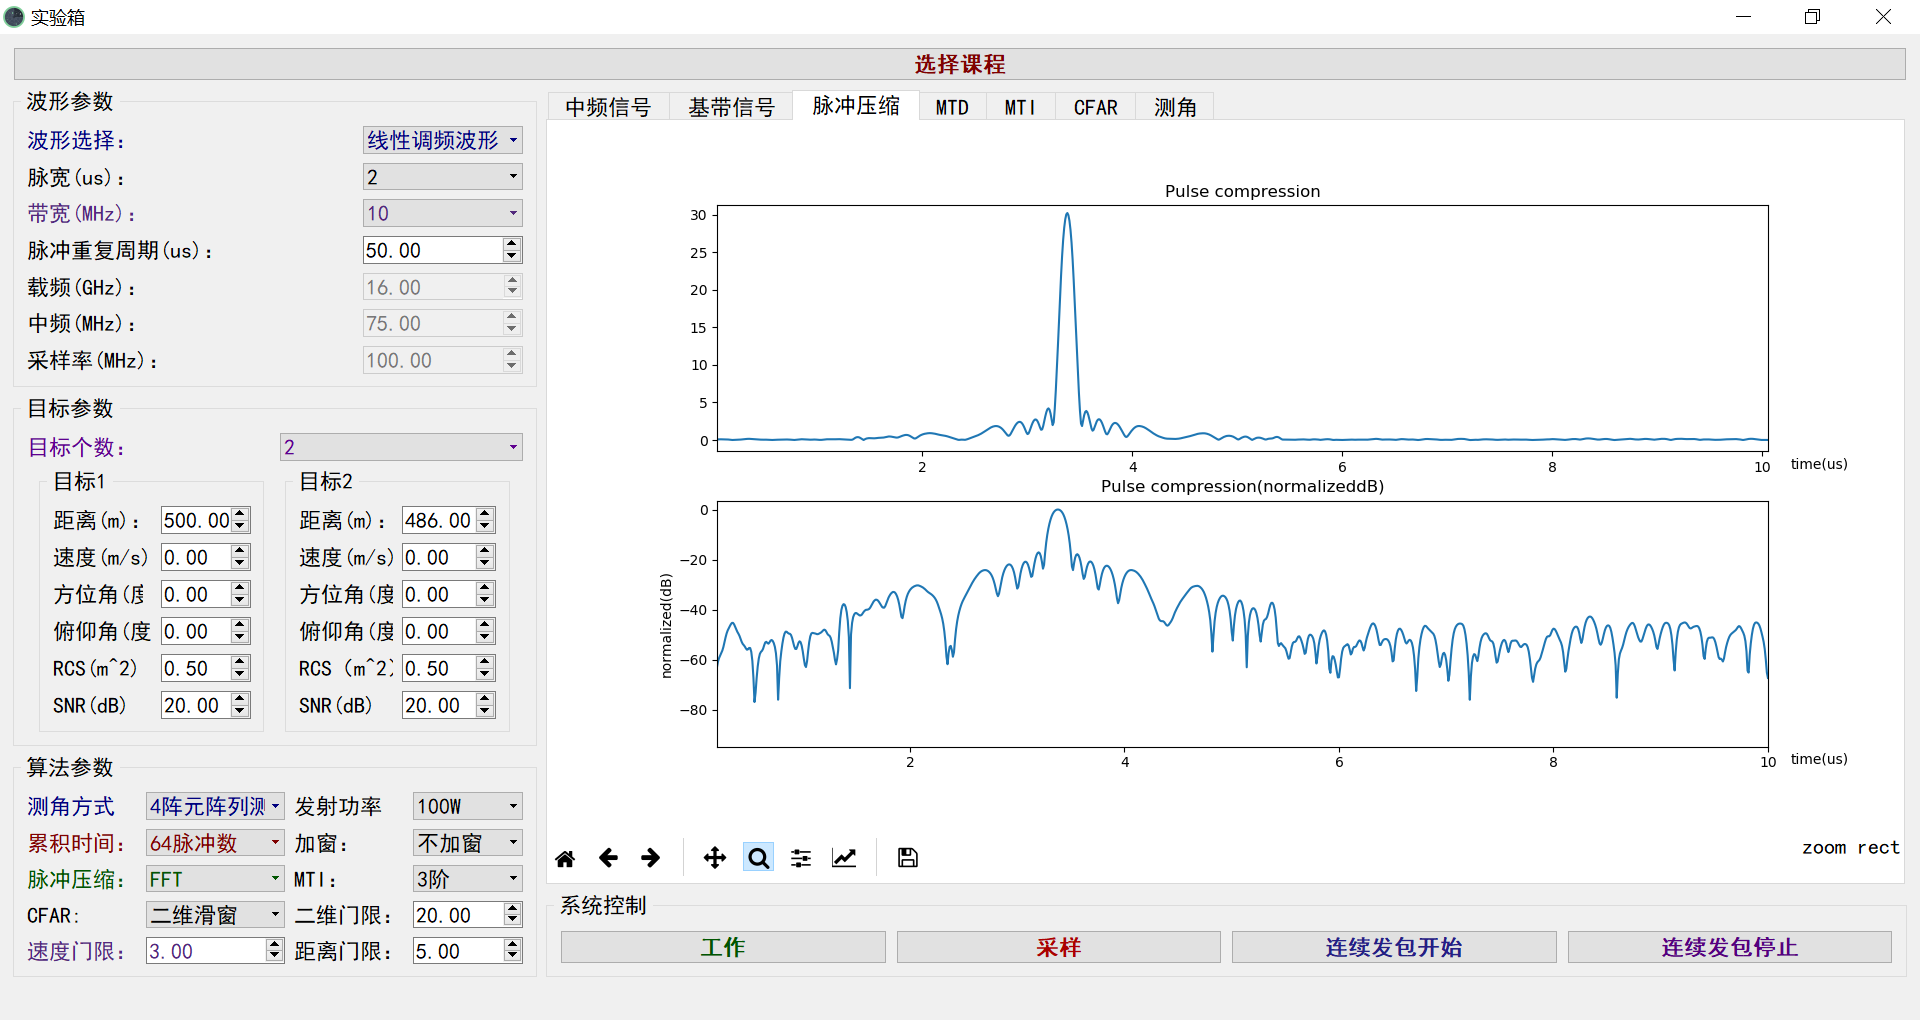 实验箱
选择课程
波形参数
波形选择：
线性调频波形
脉宽(us)：
2
带宽(MHz)：
10
脉冲重复周期(us)：
50.00
载频(GHz)：
16.00
中频(MHz)：
75.00
采样率(MHz)：
100.00
目标参数
目标个数：
2
目标1
距离(m)：
500.00
速度(m/s)
0.00
方位角(度
0.00
俯仰角(度
0.00
RCS(m^2)
0.50
SNR(dB)
20.00
目标2
距离(m)：
486.00
速度(m/s)
0.00
方位角(度
0.00
俯仰角(度
0.00
RCS (m^2)
0.50
SNR(dB)
20.00
算法参数
测角方式
4阵元阵列测
发射功率
100W
累积时间：
64脉冲数
加窗：
不加窗
脉冲压缩：
FFT
MTI：
3阶
CFAR：
二维滑窗
二维门限：
20.00
速度门限：
3.00
距离门限：
5.00
中频信号
基带信号
脉冲压缩
MTD
MTI
CFAR
测角
Pulse compression
30
25
20
15
10
5
0
2
4
6
8
10
time(us)
Pulse compression(normalizeddB)
normalized(dB)
0
−20
−40
−60
−80
2
4
6
8
10
time(us)
zoom rect
系统控制
工作
采样
连续发包开始
连续发包停止